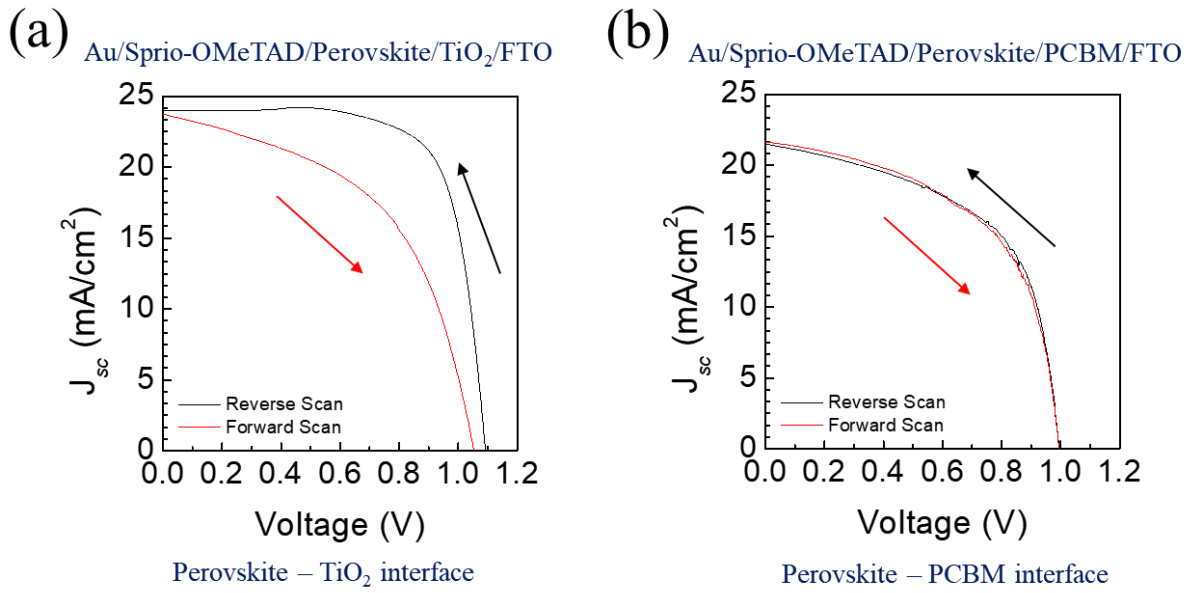 (a)
Au/Sprio-OMeTAD/Perovskite/TiO₂/FTO
25
20
15
10
5
0
J_sc (mA/cm²)
Reverse Scan
Forward Scan
0.0 0.2 0.4 0.6 0.8 1.0 1.2
Voltage (V)
Perovskite – TiO₂ interface
(b)
Au/Sprio-OMeTAD/Perovskite/PCBM/FTO
25
20
15
10
5
0
J_sc (mA/cm²)
Reverse Scan
Forward Scan
0.0 0.2 0.4 0.6 0.8 1.0 1.2
Voltage (V)
Perovskite – PCBM interface